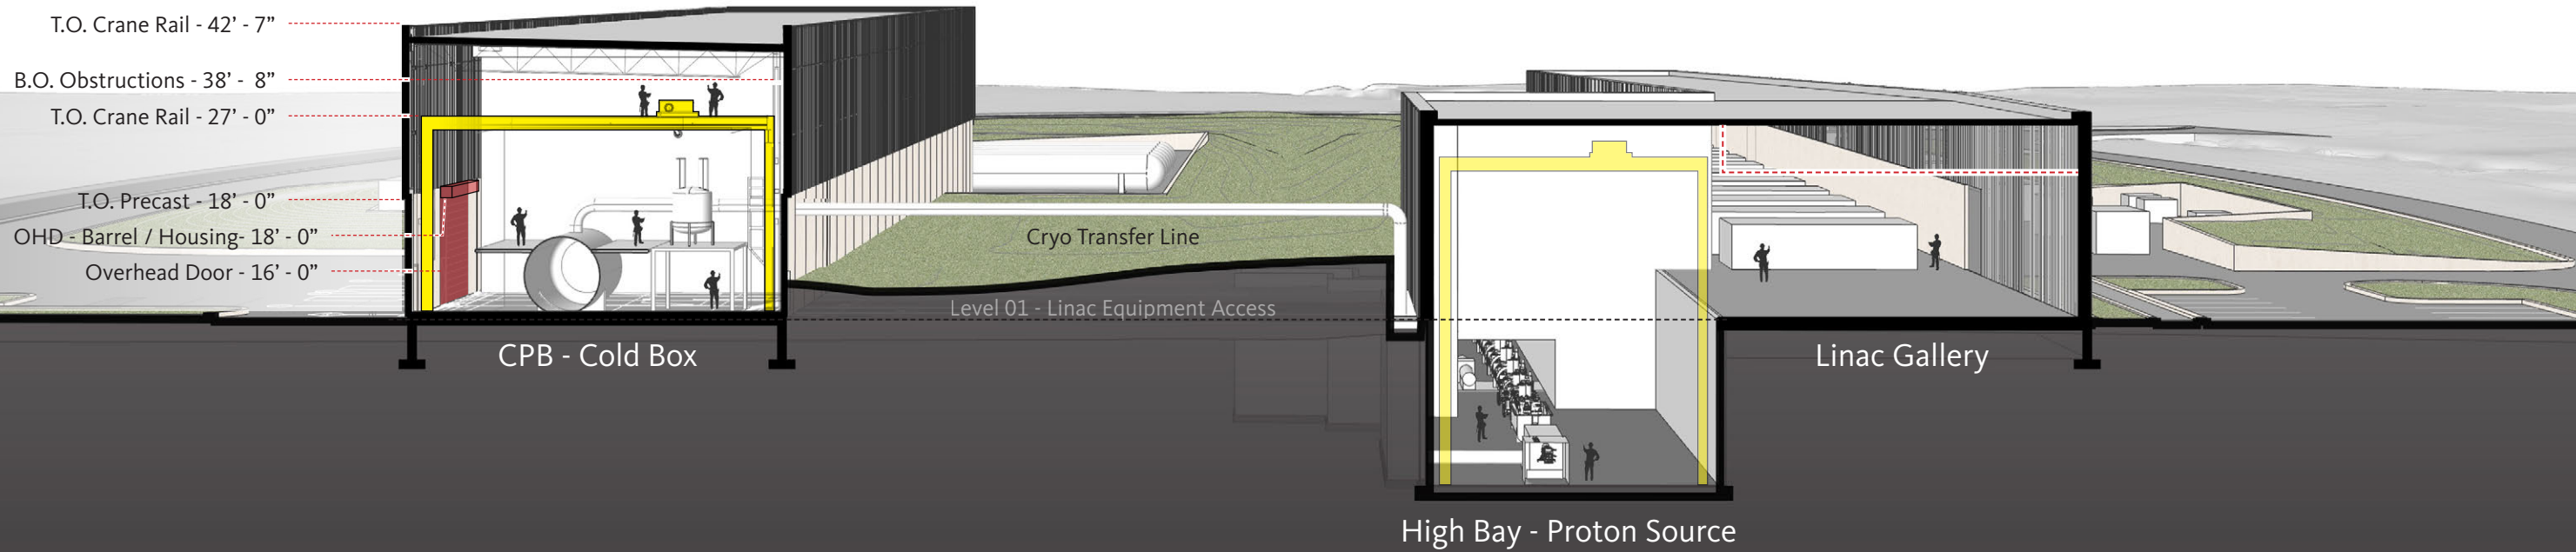 T.O. Crane Rail - 42' - 7”
B.O. Obstructions - 38' -  8”
T.O. Crane Rail - 27' - 0”
T.O. Precast - 18' - 0”
OHD - Barrel / Housing- 18' - 0”
Overhead Door - 16' - 0”
Cryo Transfer Line
Level 01 - Linac Equipment Access
CPB - Cold Box
Linac Gallery
High Bay - Proton Source